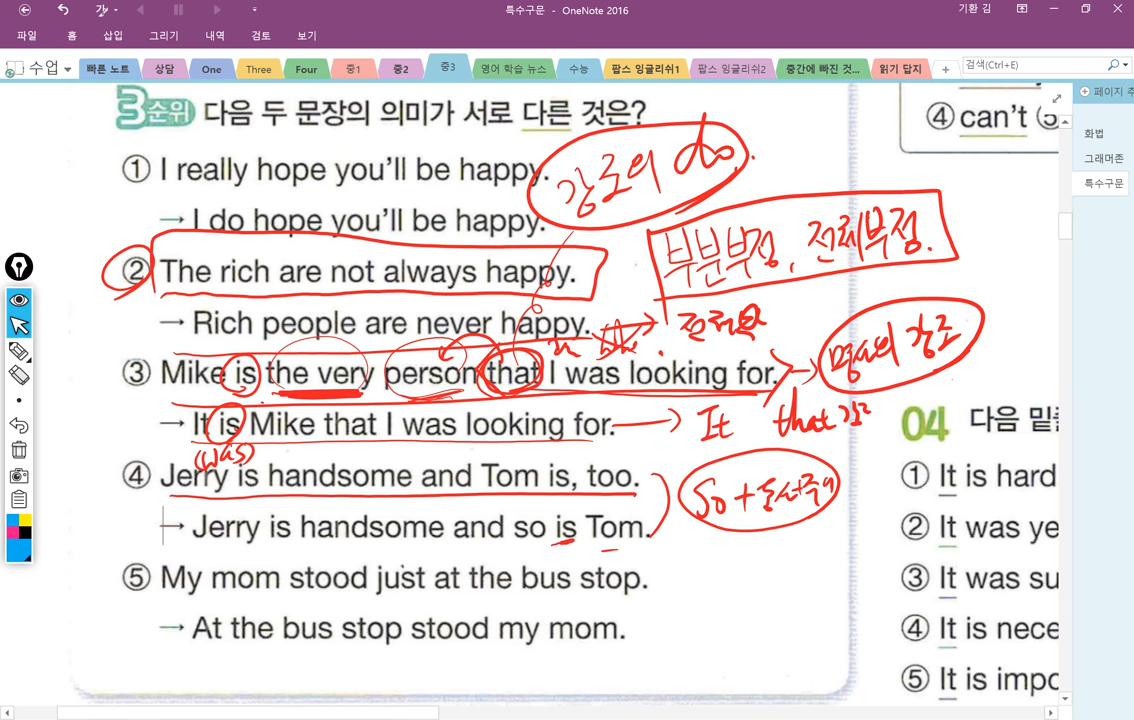 특수구문 - OneNote 2016
기환 김
파일 홈 삽입 그리기 내역 검토 보기
수업 빠른 노트 상담 One Three Four 중1 중2 중3 영어 학습 뉴스 수능 팝스 잉글리쉬1 팝스 잉글리쉬2 중간에 빠진 것... 읽기 답지 + 검색(Ctrl+E)
페이지 추
화법
그래머존
특수구문
3순위 다음 두 문장의 의미가 서로 다른 것은?
① I really hope you'll be happy.
→ I do hope you'll be happy.
강조의 do.
② The rich are not always happy.
부분부정, 전체부정.
→ Rich people are never happy.
③ Mike is the very person that I was looking for.
명사의 강조
→ It is Mike that I was looking for.
(was)
It that 강조
④ Jerry is handsome and Tom is, too.
→ Jerry is handsome and so is Tom.
So + 동사+주어
⑤ My mom stood just at the bus stop.
→ At the bus stop stood my mom.
④ can't (5
04 다음 밑줄
① It is hard
② It was ye
③ It was su
④ It is nece
⑤ It is impo